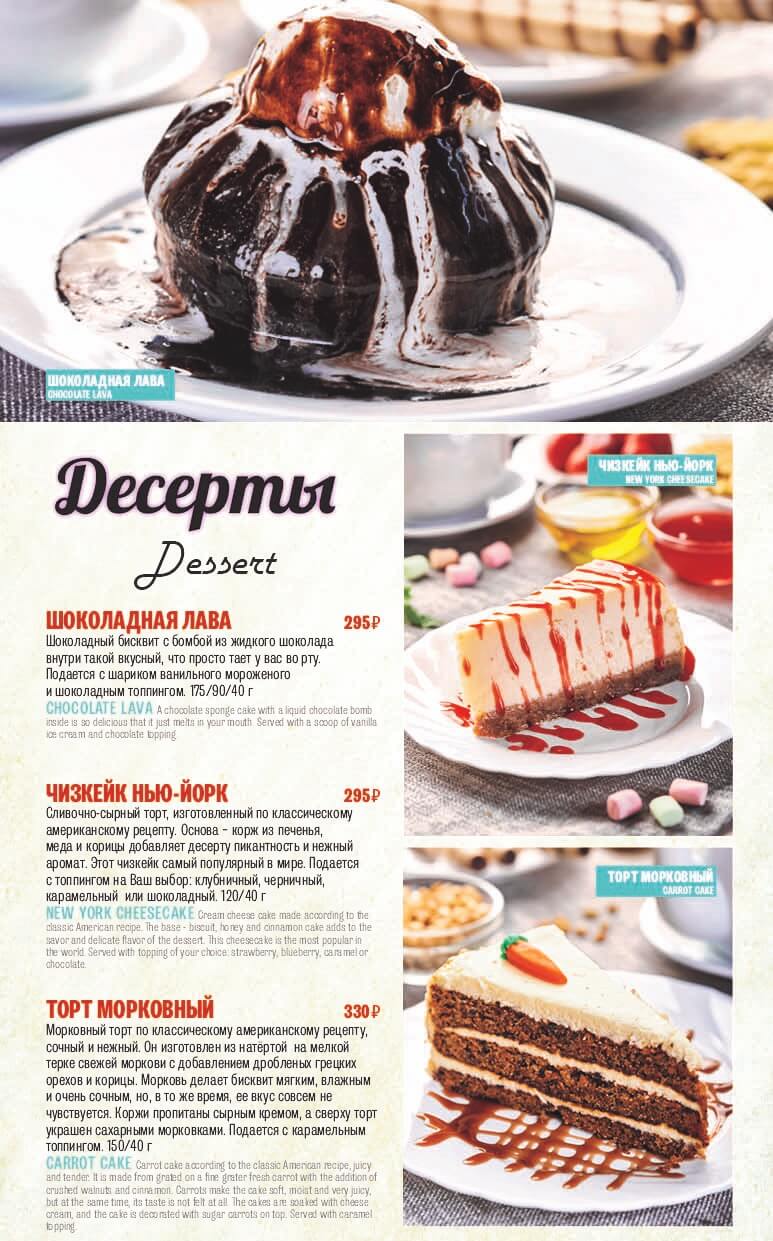 ШОКОЛАДНАЯ ЛАВА
CHOCOLATE LAVA
Десерты
Dessert
ШОКОЛАДНАЯ ЛАВА 295₽
Шоколадный бисквит с бомбой из жидкого шоколада
внутри такой вкусный, что просто тает у вас во рту.
Подается с шариком ванильного мороженого
и шоколадным топпингом. 175/90/40 г
CHOCOLATE LAVA A chocolate sponge cake with a liquid chocolate bomb
inside is so delicious that it just melts in your mouth. Served with a scoop of vanilla
ice cream and chocolate topping.
ЧИЗКЕЙК НЬЮ-ЙОРК 295₽
Сливочно-сырный торт, изготовленный по классическому
американскому рецепту. Основа - корж из печенья,
меда и корицы добавляет десерту пикантность и нежный
аромат. Этот чизкейк самый популярный в мире. Подается
с топпингом на Ваш выбор: клубничный, черничный,
карамельный или шоколадный. 120/40 г
NEW YORK CHEESECAKE Cream cheese cake made according to the
classic American recipe. The base - biscuit, honey and cinnamon cake adds to the
savor and delicate flavor of the dessert. This cheesecake is the most popular in
the world. Served with topping of your choice: strawberry, blueberry, caramel or
chocolate.
ТОРТ МОРКОВНЫЙ 330₽
Морковный торт по классическому американскому рецепту,
сочный и нежный. Он изготовлен из натёртой на мелкой
терке свежей моркови с добавлением дробленых грецких
орехов и корицы. Морковь делает бисквит мягким, влажным
и очень сочным, но, в то же время, ее вкус совсем не
чувствуется. Коржи пропитаны сырным кремом, а сверху торт
украшен сахарными морковками. Подается с карамельным
топпингом. 150/40 г
CARROT CAKE Carrot cake according to the classic American recipe, juicy
and tender. It is made from grated on a fine grater fresh carrot with the addition of
crushed walnuts and cinnamon. Carrots make the cake soft, moist and very juicy,
but at the same time, its taste is not felt at all. The cakes are soaked with cheese
cream, and the cake is decorated with sugar carrots on top. Served with caramel
topping.
ЧИЗКЕЙК НЬЮ-ЙОРК
NEW YORK CHEESECAKE
ТОРТ МОРКОВНЫЙ
CARROT CAKE